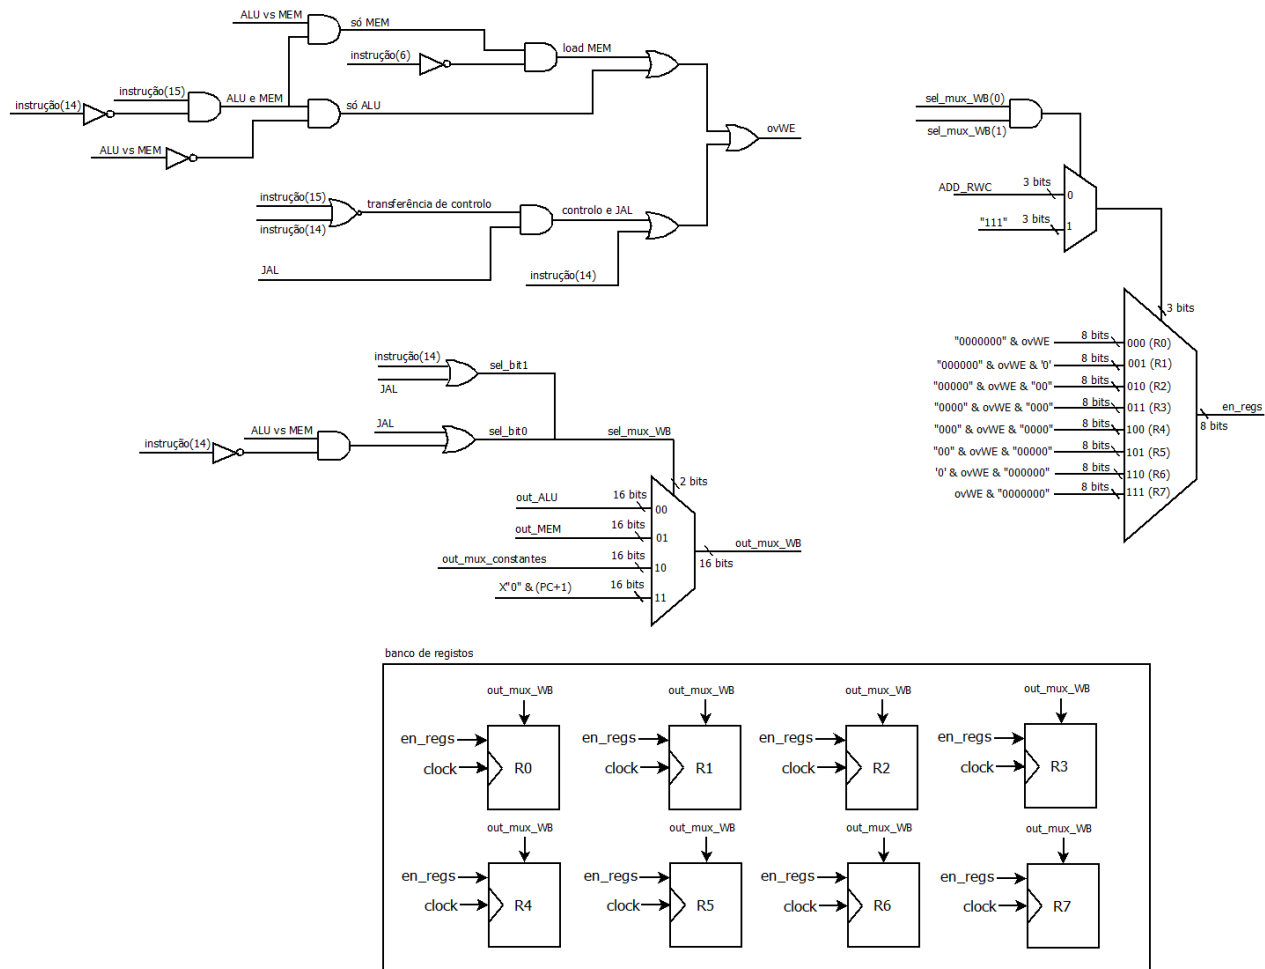 ALU vs MEM
só MEM
instrução(6)
load MEM
instrução(15)
instrução(14)
ALU e MEM
só ALU
ALU vs MEM
ovWE
instrução(15)
transferência de controlo
instrução(14)
controlo e JAL
JAL
instrução(14)
sel_mux_WB(0)
sel_mux_WB(1)
ADD_RWC
3 bits
0
"111"
3 bits
1
3 bits
"0000000" & ovWE
8 bits
000 (R0)
"000000" & ovWE & '0'
8 bits
001 (R1)
"00000" & ovWE & "00"
8 bits
010 (R2)
"0000" & ovWE & "000"
8 bits
011 (R3)
"000" & ovWE & "0000"
8 bits
100 (R4)
"00" & ovWE & "00000"
8 bits
101 (R5)
'0' & ovWE & "000000"
8 bits
110 (R6)
ovWE & "0000000"
8 bits
111 (R7)
en_regs
8 bits
instrução(14)
sel_bit1
JAL
ALU vs MEM
JAL
instrução(14)
sel_bit0
sel_mux_WB
2 bits
out_ALU
16 bits
00
out_MEM
16 bits
01
out_mux_constantes
16 bits
10
X"0" & (PC+1)
16 bits
11
out_mux_WB
16 bits
banco de registos
out_mux_WB
en_regs
clock
R0
out_mux_WB
en_regs
clock
R1
out_mux_WB
en_regs
clock
R2
out_mux_WB
en_regs
clock
R3
out_mux_WB
en_regs
clock
R4
out_mux_WB
en_regs
clock
R5
out_mux_WB
en_regs
clock
R6
out_mux_WB
en_regs
clock
R7